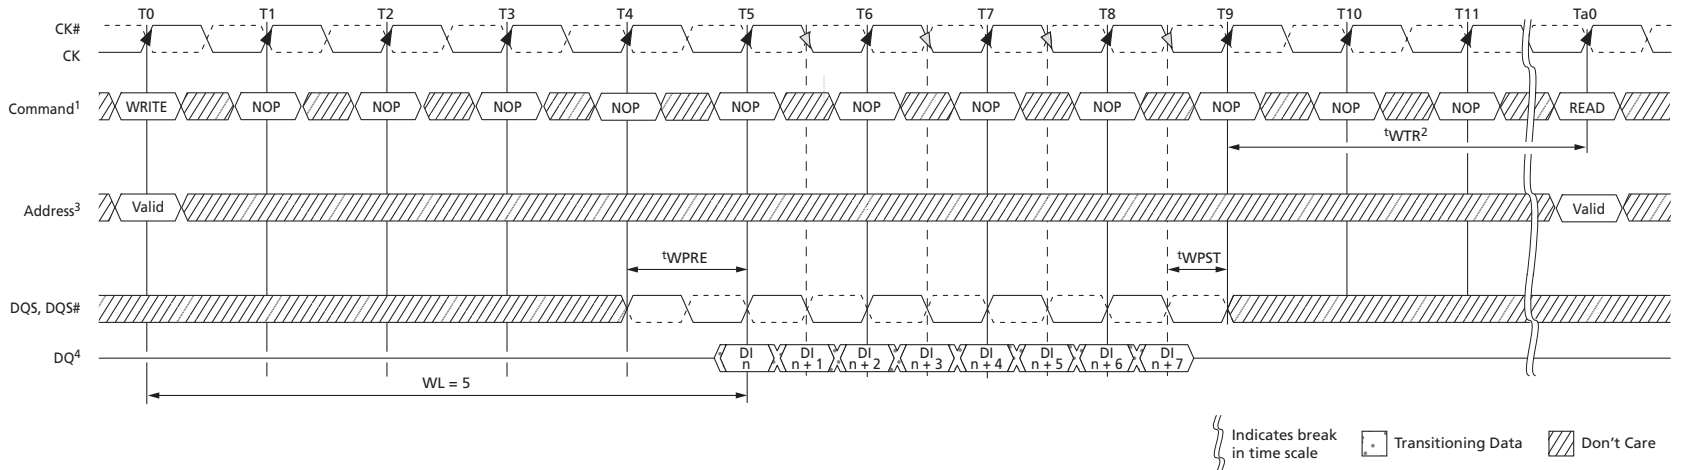 T0 T1 T2 T3 T4 T5 T6 T7 T8 T9 T10 T11 Ta0
CK#
CK
Command¹ WRITE NOP NOP NOP NOP NOP NOP NOP NOP NOP NOP NOP READ
ᵗWTR²
Address³ Valid Valid
ᵗWPRE ᵗWPST
DQS, DQS#
DQ⁴ DI n DI n + 1 DI n + 2 DI n + 3 DI n + 4 DI n + 5 DI n + 6 DI n + 7
WL = 5
Indicates break
in time scale
Transitioning Data
Don't Care